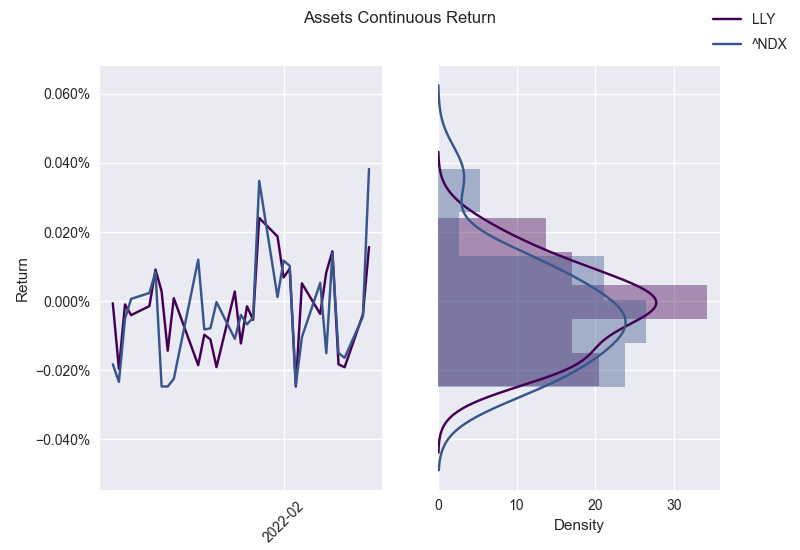 Assets Continuous Return
LLY
^NDX
0.060%
0.040%
0.020%
0.000%
−0.020%
−0.040%
Return
2022-02
0
10
20
30
Density